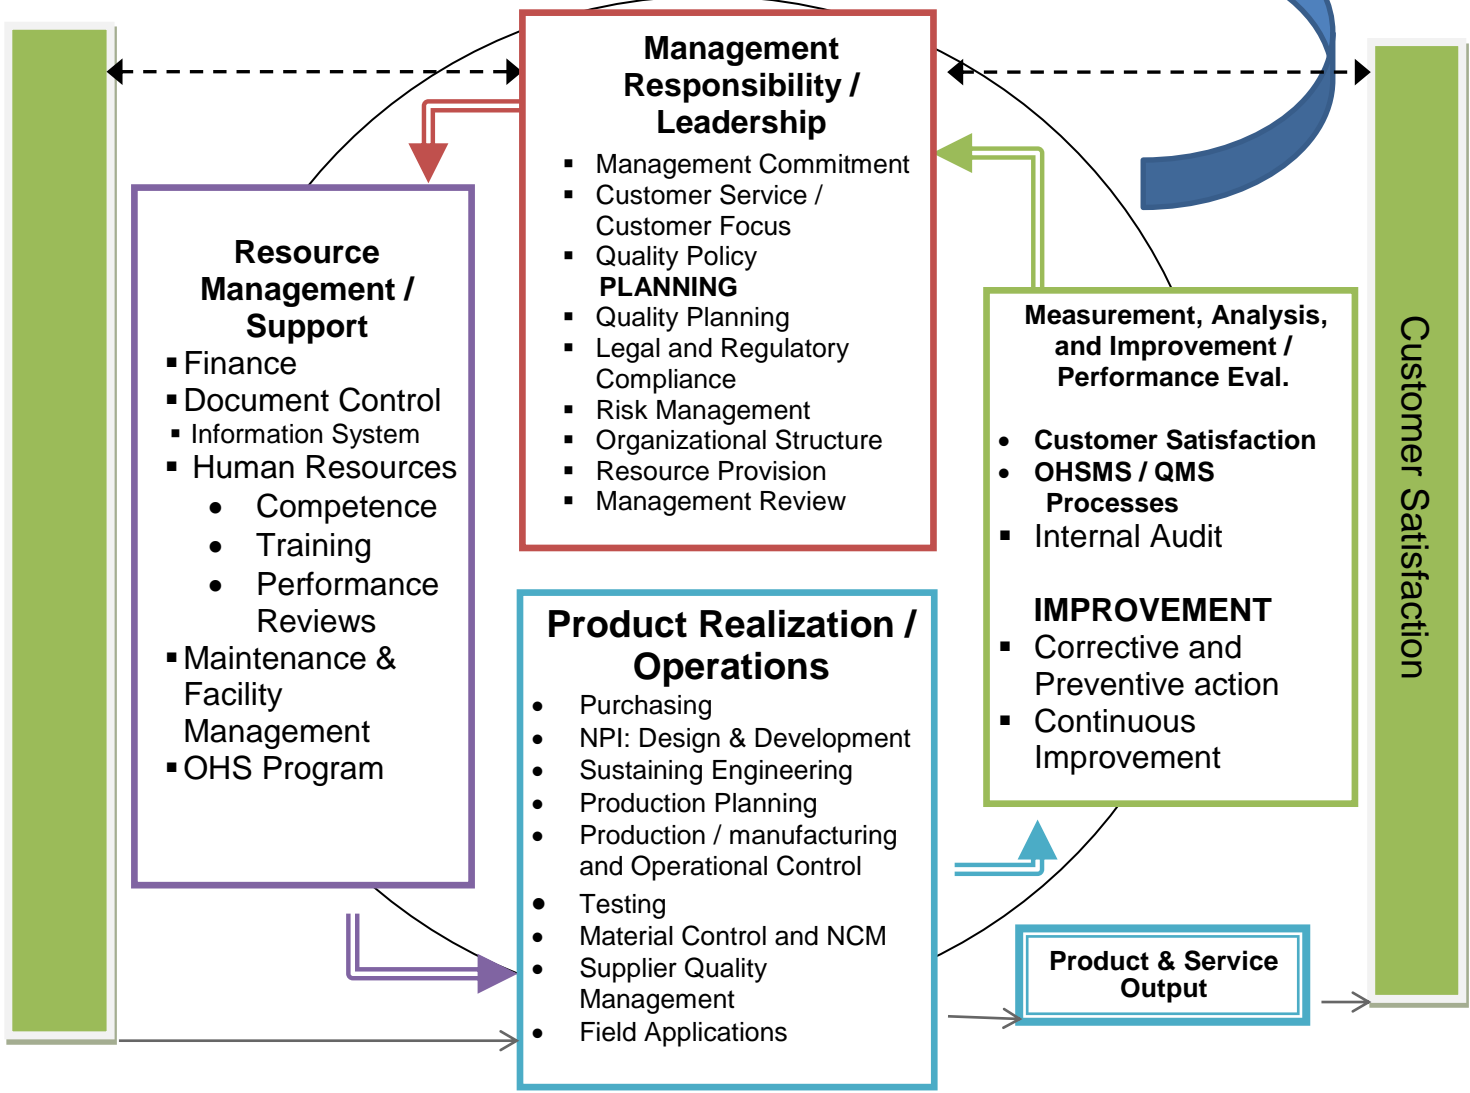 Management
Responsibility /
Leadership
▪ Management Commitment
▪ Customer Service /
Customer Focus
▪ Quality Policy
PLANNING
▪ Quality Planning
▪ Legal and Regulatory
Compliance
▪ Risk Management
▪ Organizational Structure
▪ Resource Provision
▪ Management Review
Resource
Management /
Support
▪ Finance
▪ Document Control
▪ Information System
▪ Human Resources
• Competence
• Training
• Performance
Reviews
▪ Maintenance &
Facility
Management
▪ OHS Program
Product Realization /
Operations
• Purchasing
• NPI: Design & Development
• Sustaining Engineering
• Production Planning
• Production / manufacturing
and Operational Control
• Testing
• Material Control and NCM
• Supplier Quality
Management
• Field Applications
Measurement, Analysis,
and Improvement /
Performance Eval.
• Customer Satisfaction
• OHSMS / QMS
Processes
▪ Internal Audit
IMPROVEMENT
▪ Corrective and
Preventive action
▪ Continuous
Improvement
Product & Service
Output
Customer Satisfaction